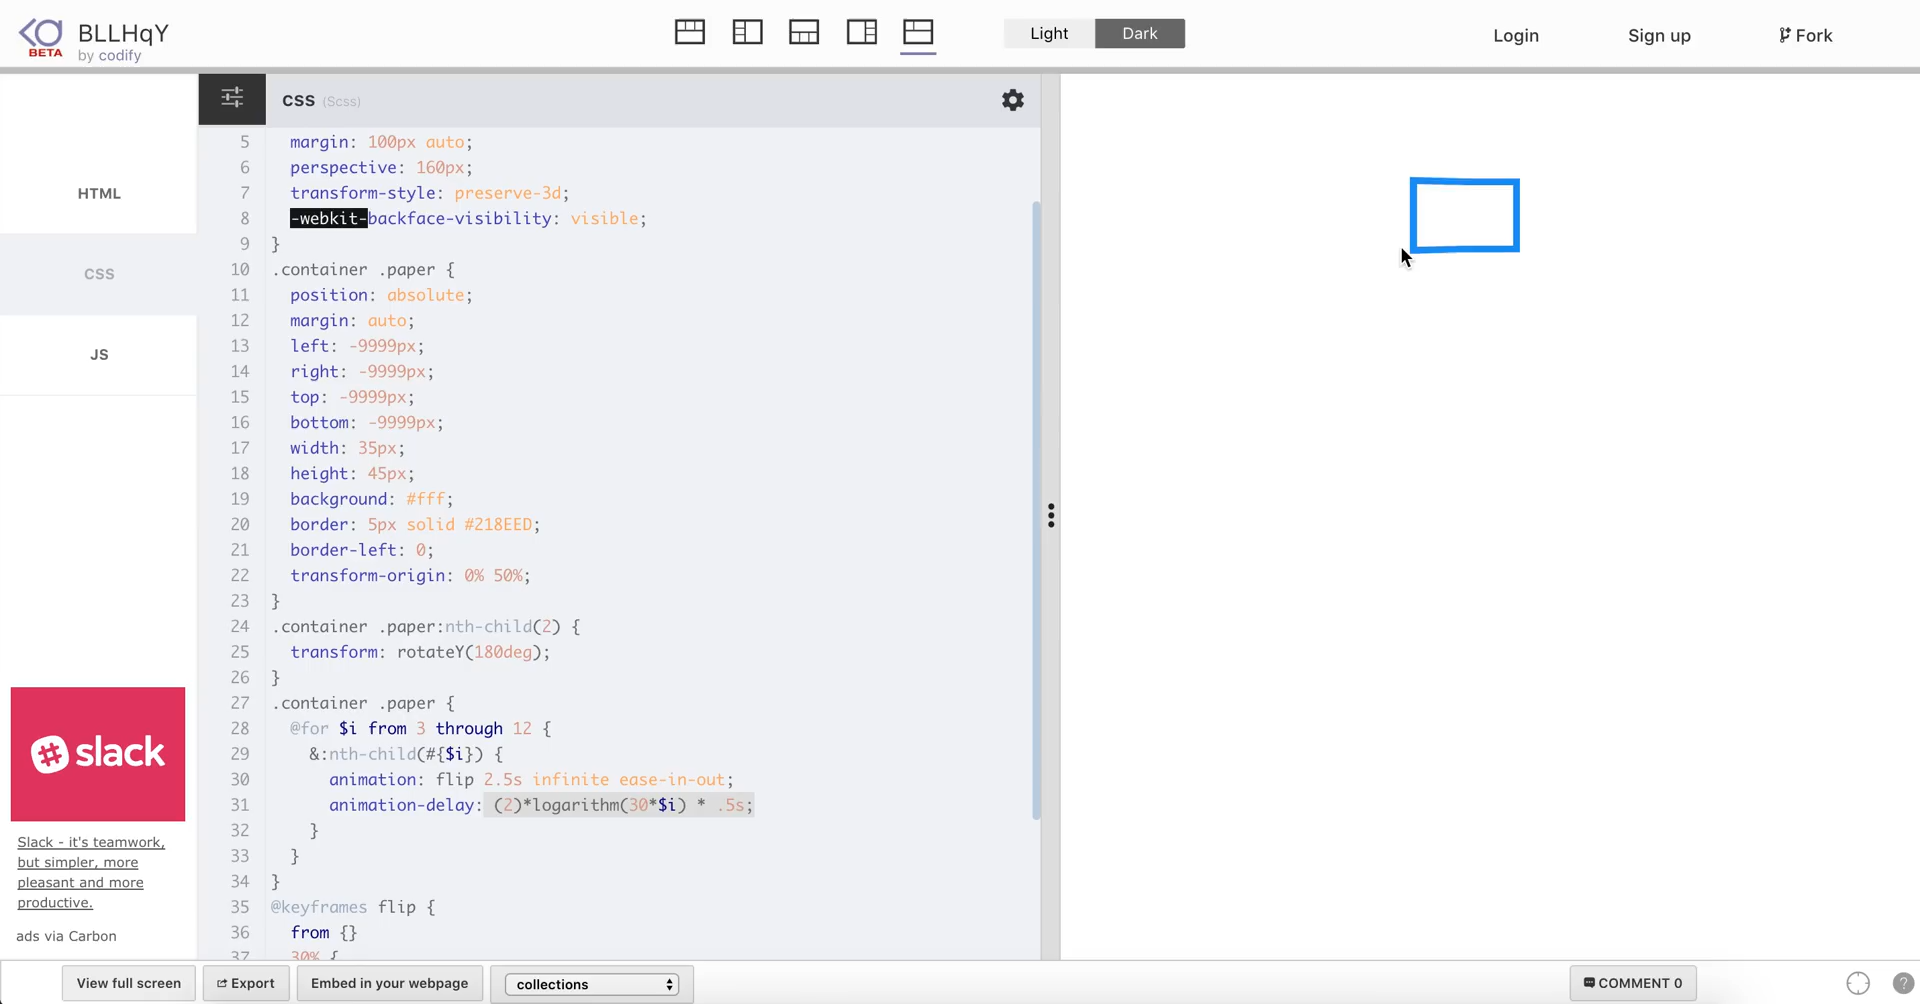 BETA
BLLHqY
by codify
Light
Dark
Login
Sign up
Fork
HTML
CSS
JS
CSS (Scss)
5 margin: 100px auto;
6 perspective: 160px;
7 transform-style: preserve-3d;
8 -webkit-backface-visibility: visible;
9 }
10 .container .paper {
11 position: absolute;
12 margin: auto;
13 left: -9999px;
14 right: -9999px;
15 top: -9999px;
16 bottom: -9999px;
17 width: 35px;
18 height: 45px;
19 background: #fff;
20 border: 5px solid #218EED;
21 border-left: 0;
22 transform-origin: 0% 50%;
23 }
24 .container .paper:nth-child(2) {
25 transform: rotateY(180deg);
26 }
27 .container .paper {
28 @for $i from 3 through 12 {
29 &:nth-child(#{$i}) {
30 animation: flip 2.5s infinite ease-in-out;
31 animation-delay: (2)*logarithm(30*$i) * .5s;
32 }
33 }
34 }
35 @keyframes flip {
36 from {}
37 30% {
slack
Slack - it's teamwork,
but simpler, more
pleasant and more
productive.
ads via Carbon
View full screen
Export
Embed in your webpage
collections
COMMENT 0
?